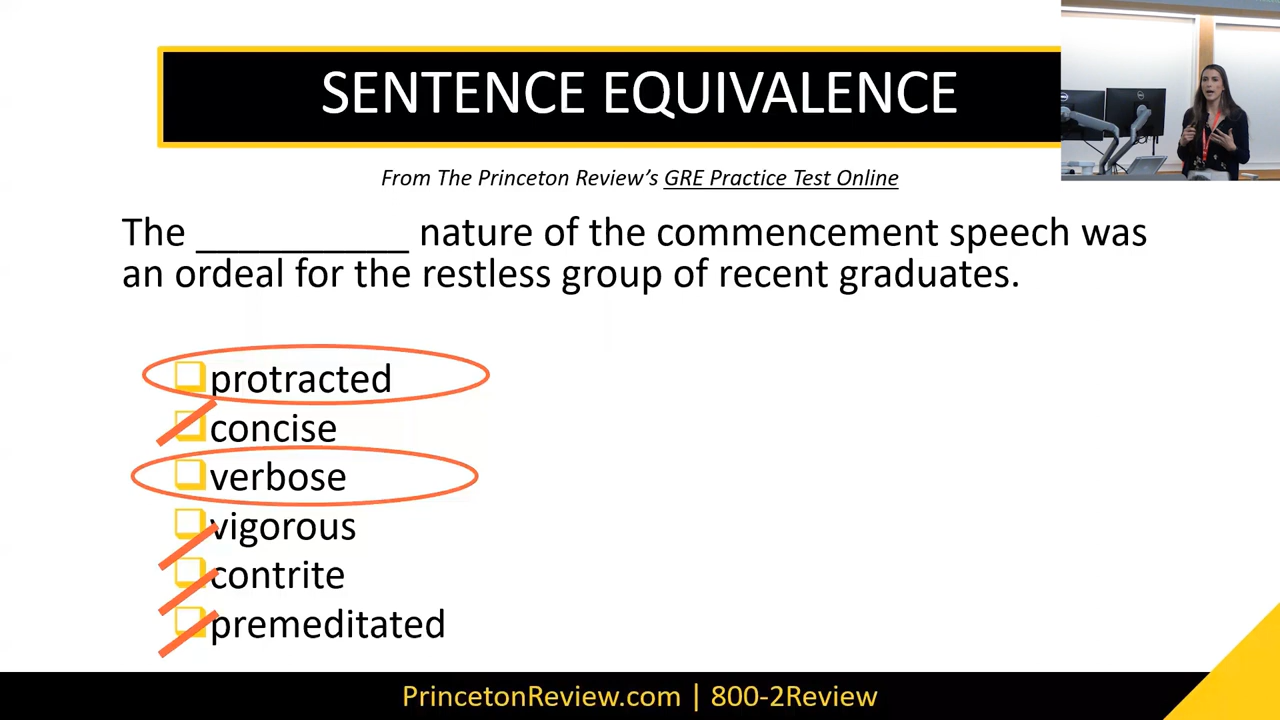 SENTENCE EQUIVALENCE
From The Princeton Review’s GRE Practice Test Online
The __________ nature of the commencement speech was
an ordeal for the restless group of recent graduates.
protracted
concise
verbose
vigorous
contrite
premeditated
PrincetonReview.com | 800-2Review